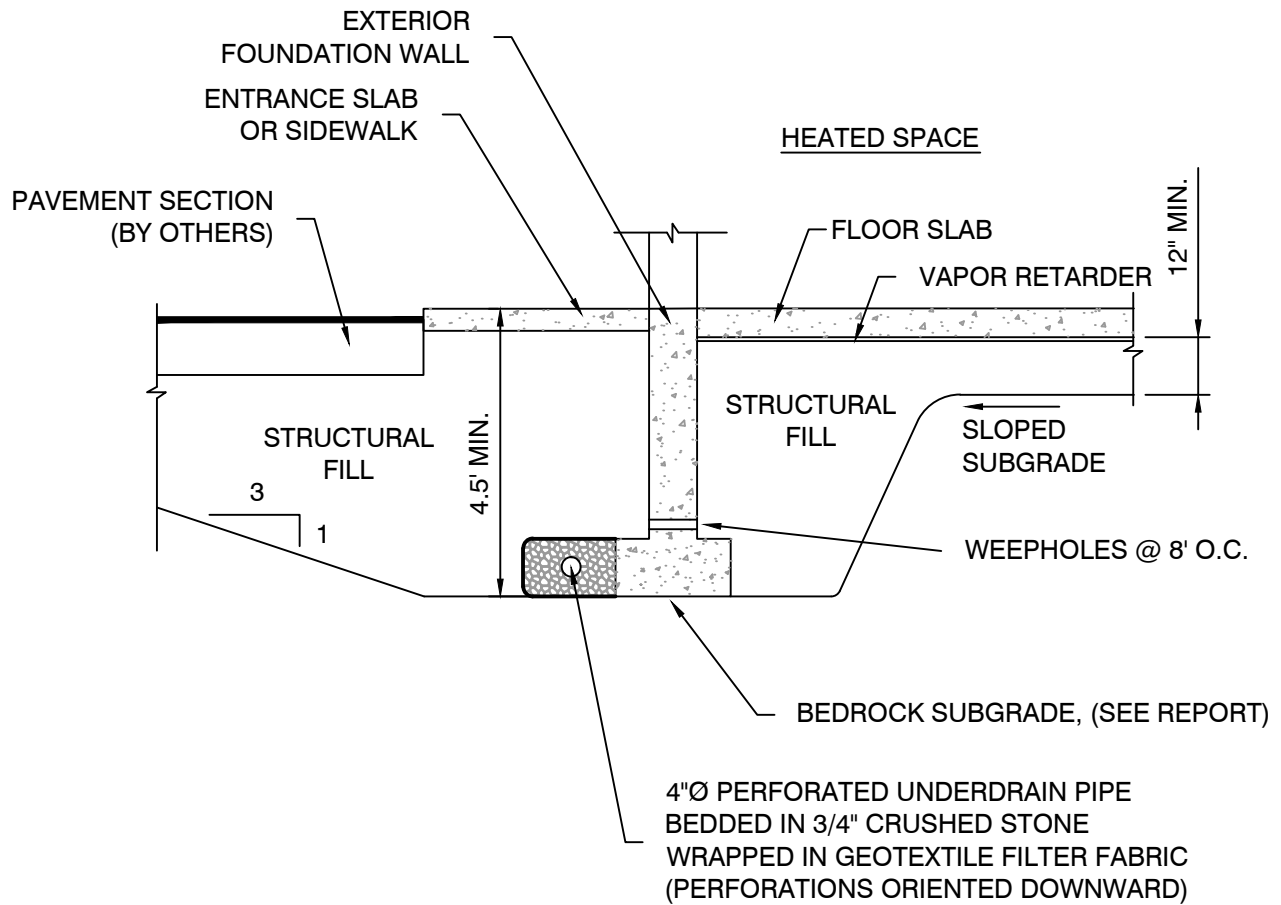 EXTERIOR
FOUNDATION WALL
ENTRANCE SLAB
OR SIDEWALK
HEATED SPACE
PAVEMENT SECTION
(BY OTHERS)
FLOOR SLAB
VAPOR RETARDER
12" MIN.
STRUCTURAL
FILL
3
1
4.5' MIN.
STRUCTURAL
FILL
SLOPED
SUBGRADE
WEEPHOLES @ 8' O.C.
BEDROCK SUBGRADE, (SEE REPORT)
4"Ø PERFORATED UNDERDRAIN PIPE
BEDDED IN 3/4" CRUSHED STONE
WRAPPED IN GEOTEXTILE FILTER FABRIC
(PERFORATIONS ORIENTED DOWNWARD)